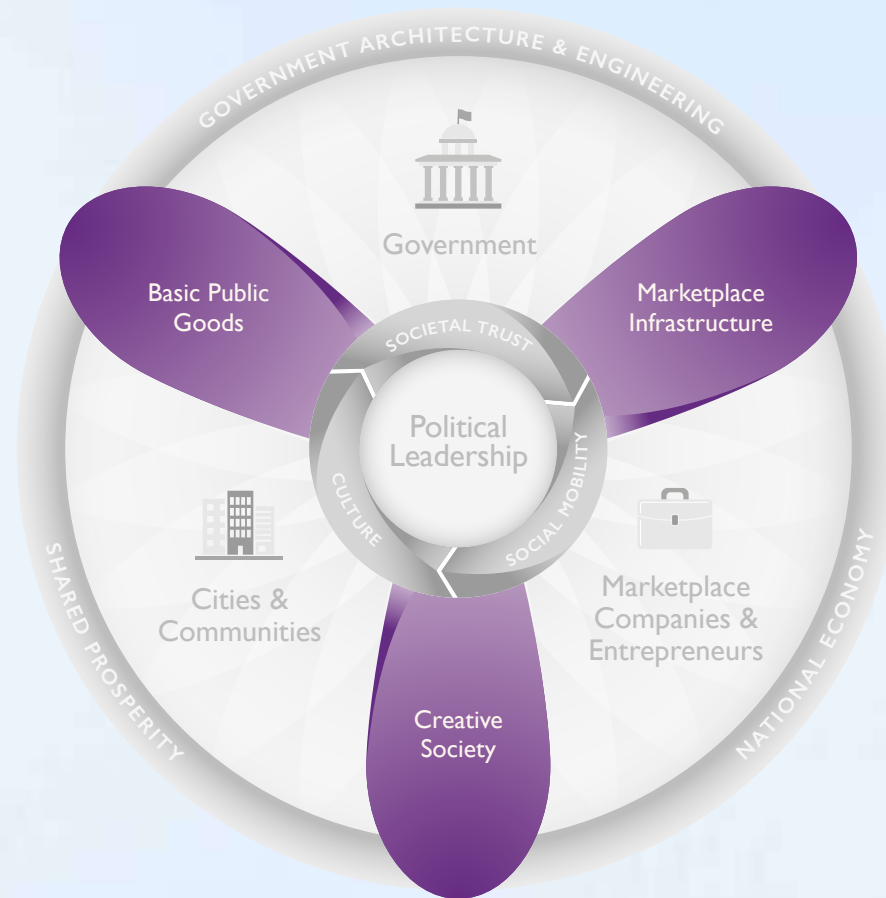 GOVERNMENT ARCHITECTURE & ENGINEERING
Government
Basic Public
Goods
Marketplace
Infrastructure
SOCIETAL TRUST
Political
Leadership
CULTURE
SOCIAL MOBILITY
Cities &
Communities
Marketplace
Companies &
Entrepreneurs
Creative
Society
SHARED PROSPERITY
NATIONAL ECONOMY